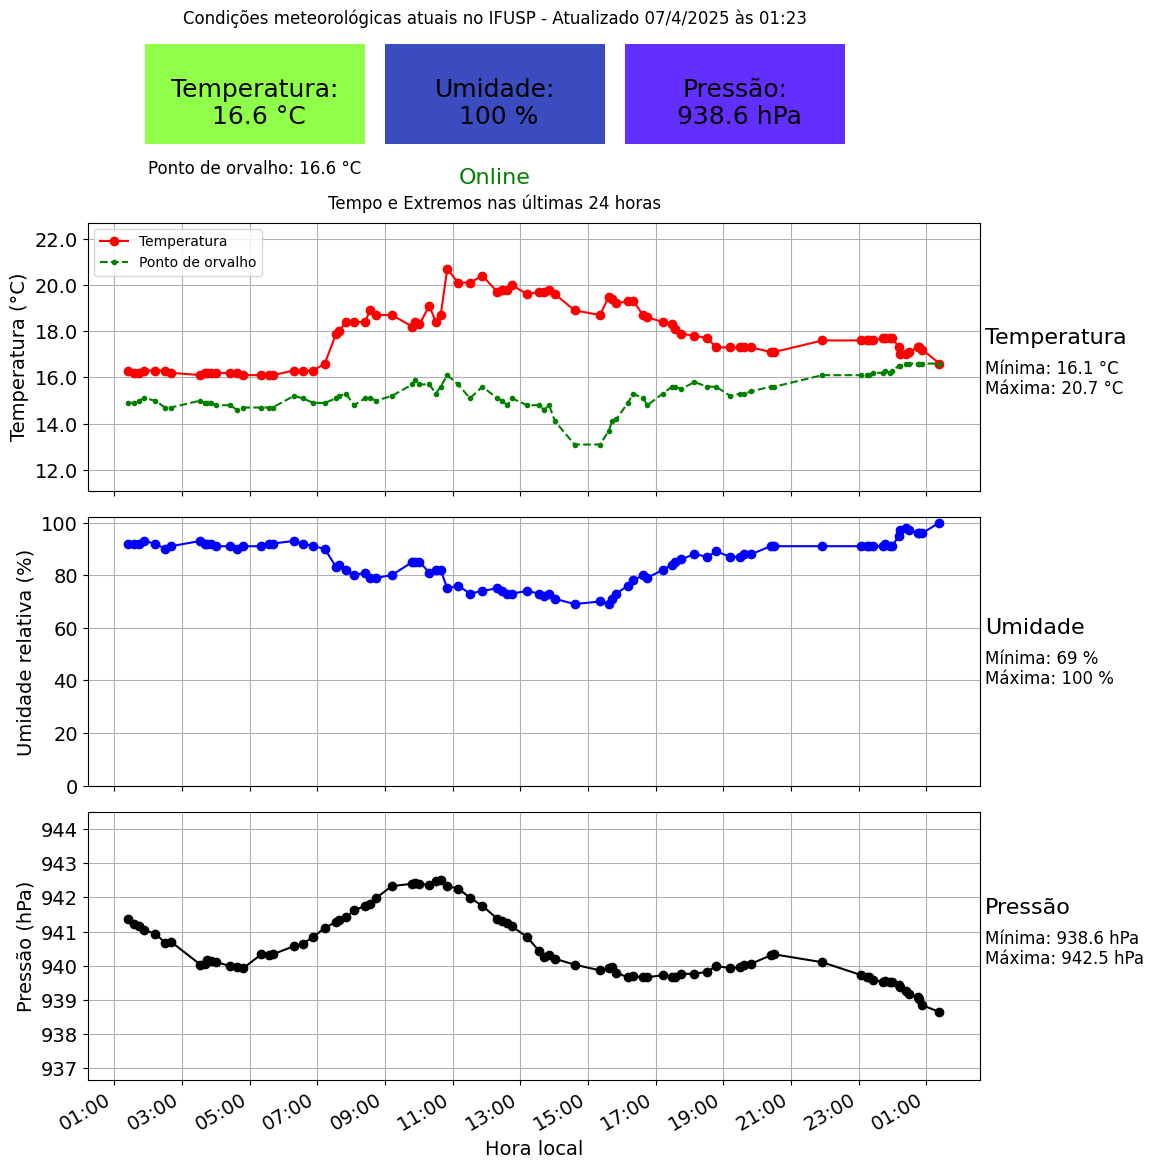 Condições meteorológicas atuais no IFUSP - Atualizado 07/4/2025 às 01:23
Temperatura:
16.6 °C
Umidade:
100 %
Pressão:
938.6 hPa
Ponto de orvalho: 16.6 °C
Online
Tempo e Extremos nas últimas 24 horas
Temperatura (°C)
22.0
20.0
18.0
16.0
14.0
12.0
Temperatura
Ponto de orvalho
Temperatura
Mínima: 16.1 °C
Máxima: 20.7 °C
Umidade relativa (%)
100
80
60
40
20
0
Umidade
Mínima: 69 %
Máxima: 100 %
Pressão (hPa)
944
943
942
941
940
939
938
937
Pressão
Mínima: 938.6 hPa
Máxima: 942.5 hPa
01:00
03:00
05:00
07:00
09:00
11:00
13:00
15:00
17:00
19:00
21:00
23:00
01:00
Hora local